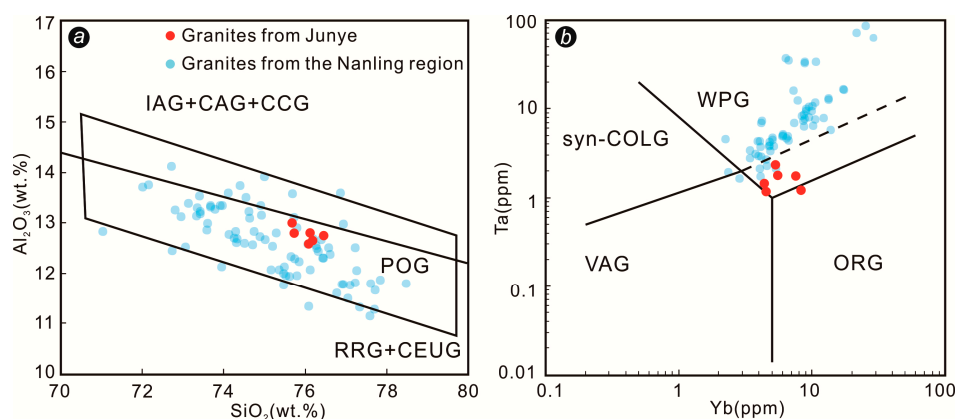 a
Granites from Junye
Granites from the Nanling region
IAG+CAG+CCG
POG
RRG+CEUG
17
16
15
14
13
12
11
10
Al2O3(wt.%)
70
72
75
76
78
80
SiO2(wt.%)
b
WPG
syn-COLG
VAG
ORG
100
10
1
0.1
0.01
Ta(ppm)
0.1
1
10
100
Yb(ppm)